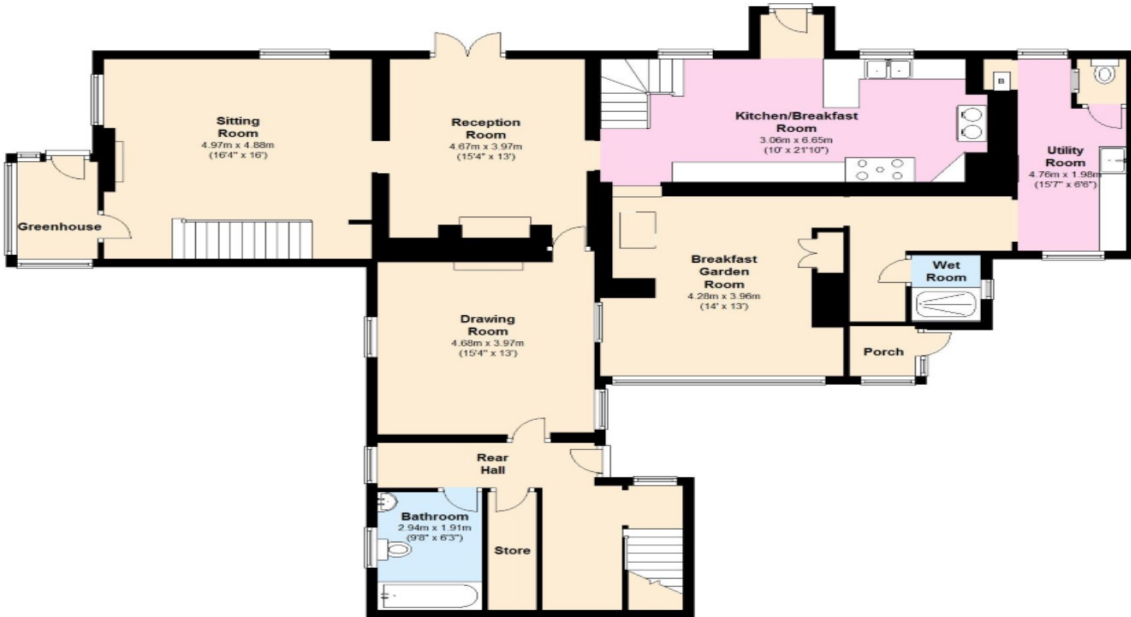 Sitting
Room
4.97m x 4.88m
(16'4" x 16')
Reception
Room
4.67m x 3.97m
(15'4" x 13')
Kitchen/Breakfast
Room
3.06m x 6.65m
(10' x 21'10")
B
Utility
Room
4.76m x 1.98m
(15'7" x 6'6")
Greenhouse
Breakfast
Garden
Room
4.28m x 3.96m
(14' x 13')
Wet
Room
Drawing
Room
4.68m x 3.97m
(15'4" x 13')
Porch
Rear
Hall
Bathroom
2.94m x 1.91m
(9'8" x 6'3")
Store